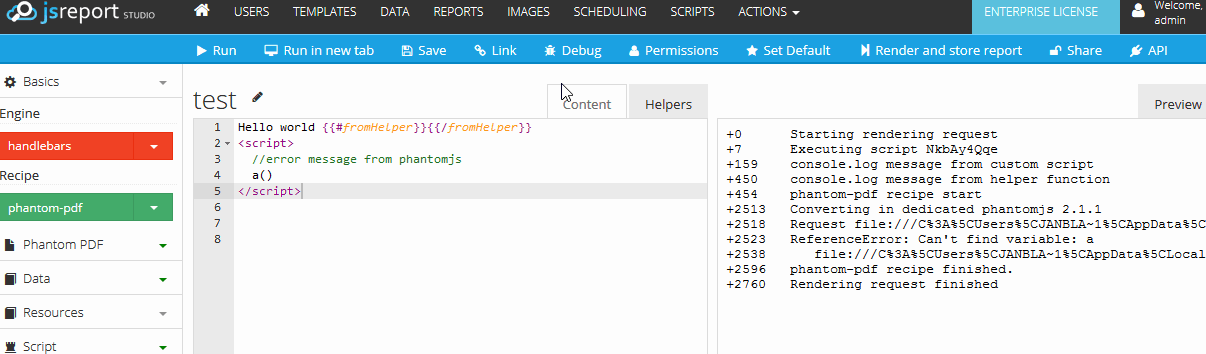 jsreport STUDIO
USERS TEMPLATES DATA REPORTS IMAGES SCHEDULING SCRIPTS ACTIONS
ENTERPRISE LICENSE
Welcome,
admin
Run Run in new tab Save Link Debug Permissions Set Default Render and store report Share API
Basics
Engine
handlebars
Recipe
phantom-pdf
Phantom PDF
Data
Resources
Script
test
Content Helpers
1 Hello world {{#fromHelper}}{{/fromHelper}}
2 <script>
3 //error message from phantomjs
4 a()
5 </script>
6
7
8
Preview
+0 Starting rendering request
+7 Executing script NkbAy4Qqe
+159 console.log message from custom script
+450 console.log message from helper function
+454 phantom-pdf recipe start
+2513 Converting in dedicated phantomjs 2.1.1
+2518 Request file:///C%3A%5CUsers%5CJANBLA~1%5CAppData%5C
+2523 ReferenceError: Can't find variable: a
+2538 file:///C%3A%5CUsers%5CJANBLA~1%5CAppData%5CLocal
+2596 phantom-pdf recipe finished.
+2760 Rendering request finished